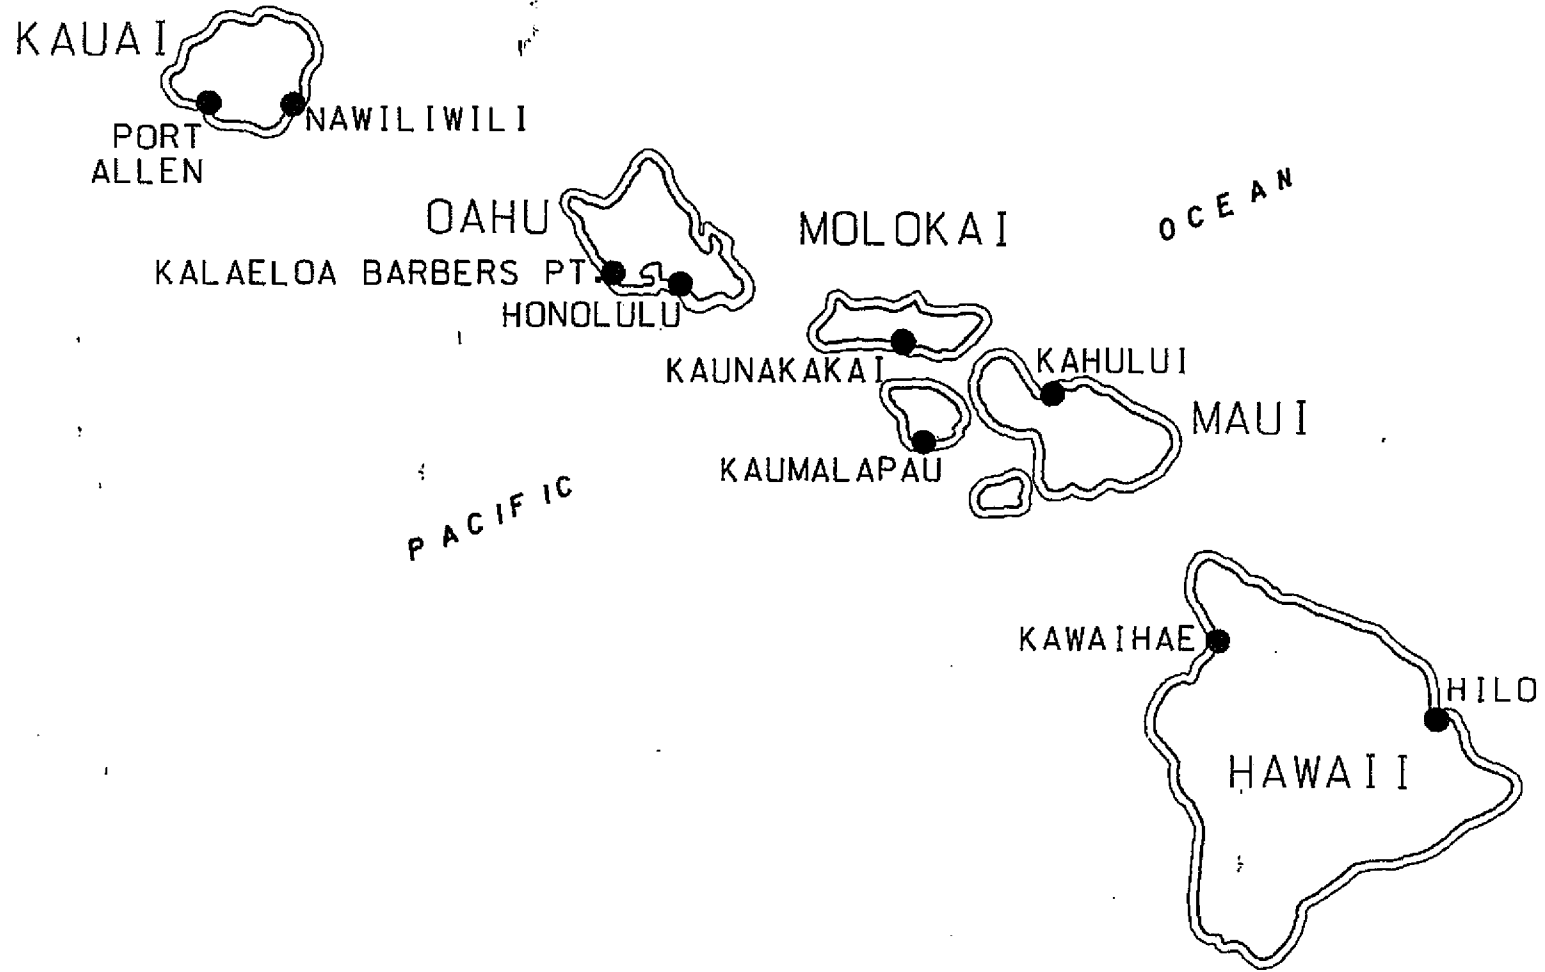 KAUAI
PORT
ALLEN
NAWILIWILI
OAHU
KALAELOA BARBERS PT.
HONOLULU
MOLOKAI
OCEAN
KAUNAKAKAI
KAHULUI
MAUI
KAUMALAPAU
PACIFIC
KAWAIHAE
HILO
HAWAII